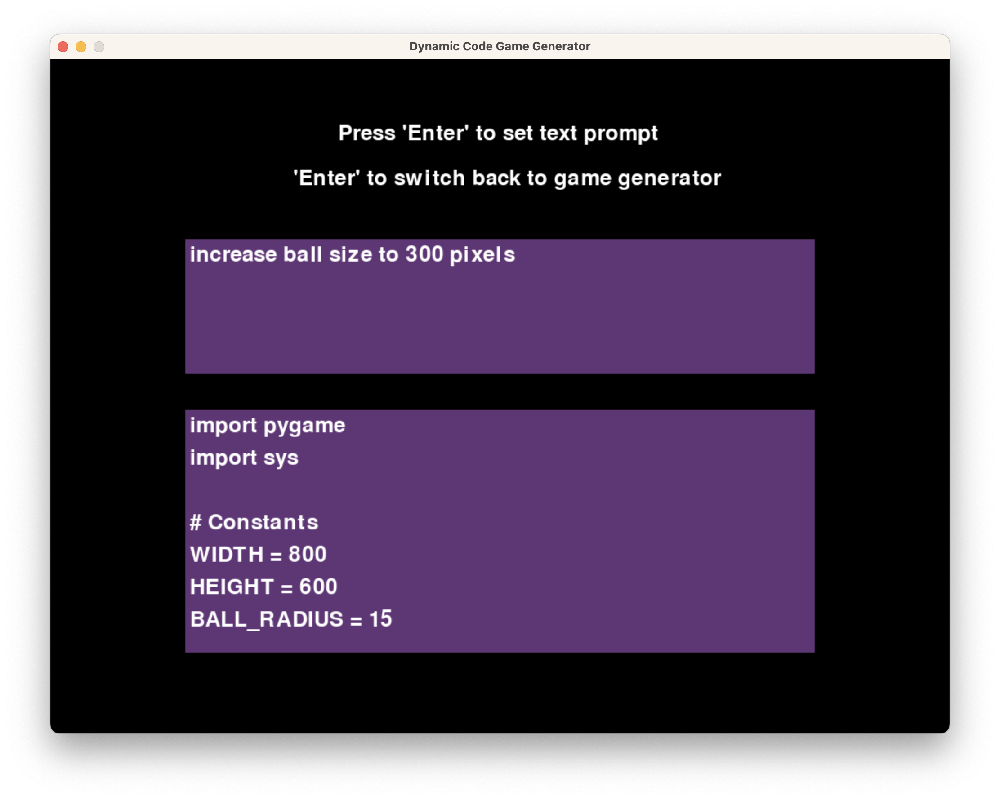 Dynamic Code Game Generator
Press 'Enter' to set text prompt
'Enter' to switch back to game generator
increase ball size to 300 pixels
import pygame
import sys
# Constants
WIDTH = 800
HEIGHT = 600
BALL_RADIUS = 15